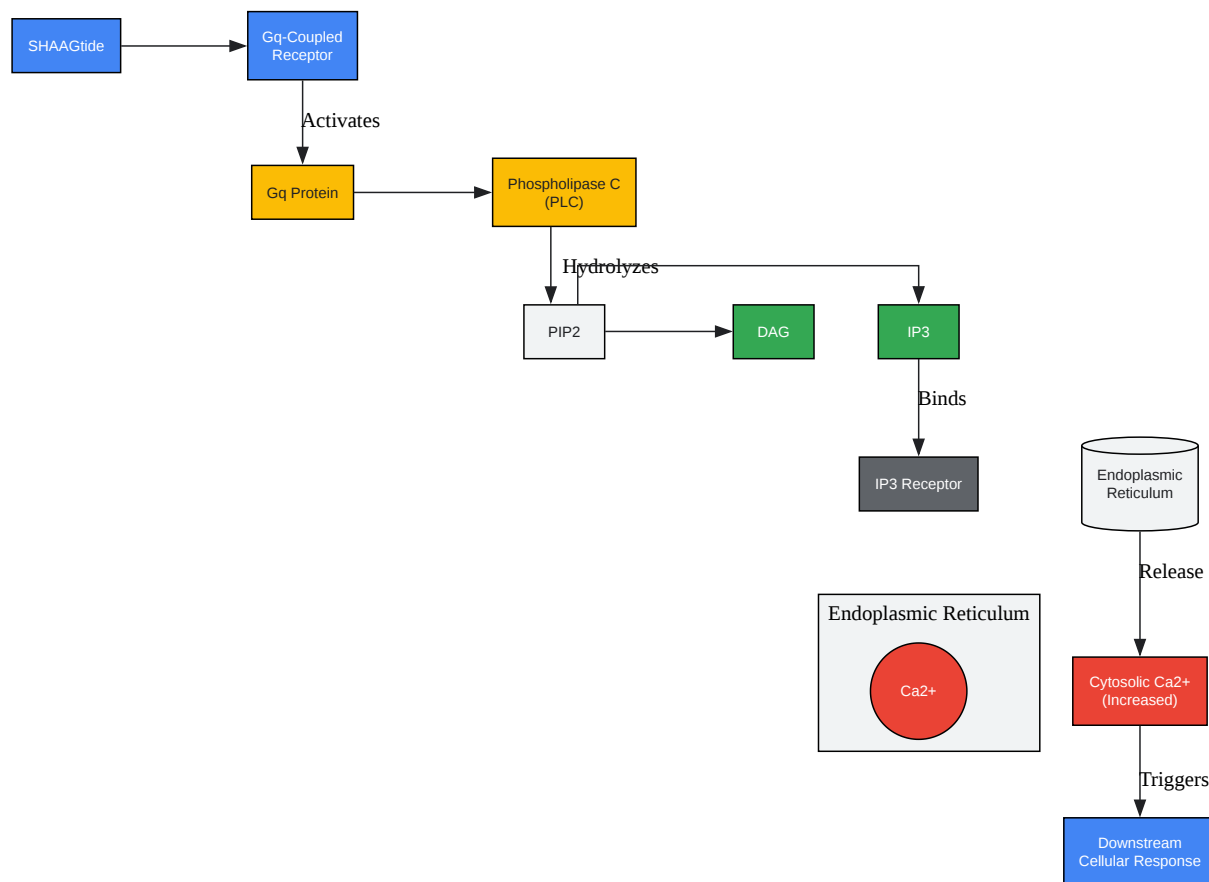 SHAAGtide
Gq-Coupled
Receptor
Activates
Gq Protein
Phospholipase C
(PLC)
Hydrolyzes
PIP2
DAG
IP3
Binds
IP3 Receptor
Endoplasmic
Reticulum
Release
Endoplasmic Reticulum
Ca2+
Cytosolic Ca2+
(Increased)
Triggers
Downstream
Cellular Response